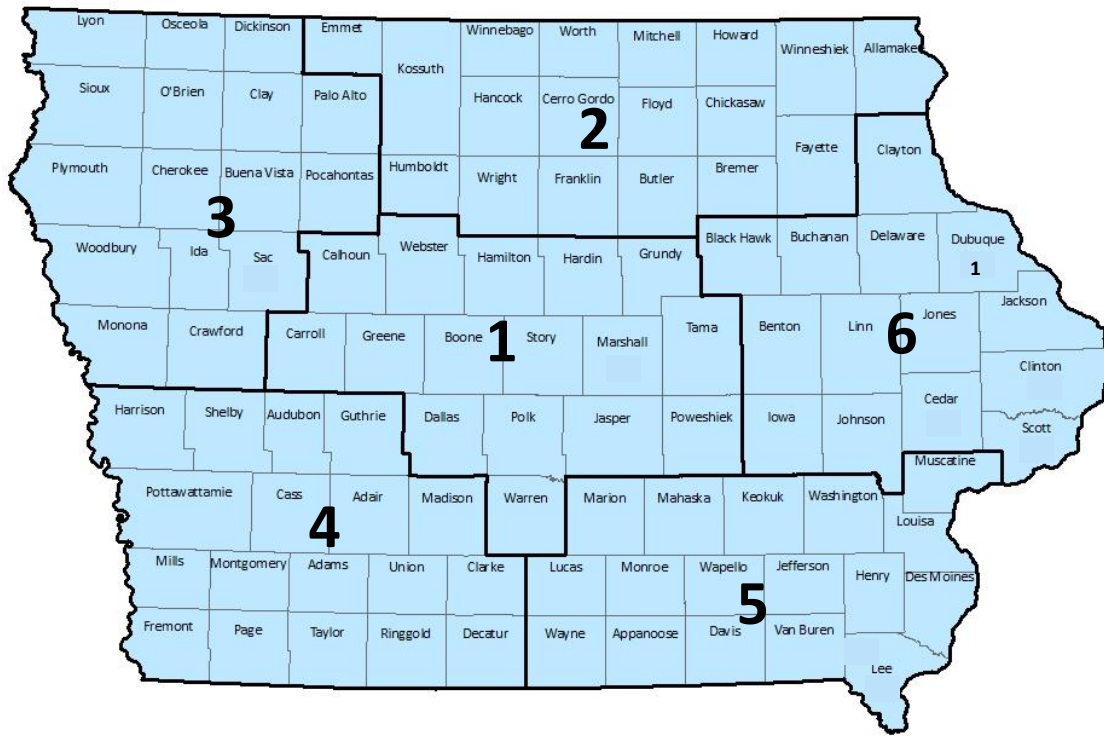 Lyon
Osceola
Dickinson
Emmet
Winnebago
Worth
Mitchell
Howard
Winneshiek
Allamake
Kossuth
Sioux
O'Brien
Clay
Palo Alto
Hancock
Cerro Gordo
Floyd
Chickasaw
2
Fayette
Clayton
Plymouth
Cherokee
Buena Vista
Pocahontas
Humboldt
Wright
Franklin
Butler
Bremer
3
Woodbury
Ida
Sac
Calhoun
Webster
Hamilton
Hardin
Grundy
Black Hawk
Buchanan
Delaware
Dubuque
1
Monona
Crawford
Carroll
Greene
Boone
1
Story
Marshall
Tama
Benton
Linn
6
Jones
Jackson
Clinton
Harrison
Shelby
Audubon
Guthrie
Dallas
Polk
Jasper
Poweshiek
Iowa
Johnson
Cedar
Scott
Muscatine
Pottawattamie
Cass
Adair
Madison
Warren
Marion
Mahaska
Keokuk
Washington
Louisa
4
Mills
Montgomery
Adams
Union
Clarke
Lucas
Monroe
Wapello
Jefferson
Henry
Des Moines
5
Fremont
Page
Taylor
Ringgold
Decatur
Wayne
Appanoose
Davis
Van Buren
Lee